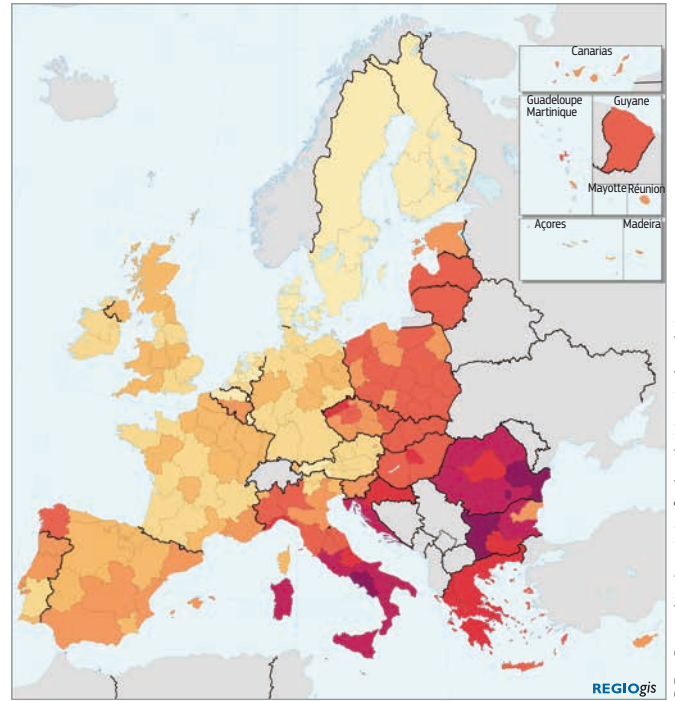 Canarias
Guadeloupe
Martinique
Guyane
Mayotte
Réunion
Açores
Madeira
REGIOgis